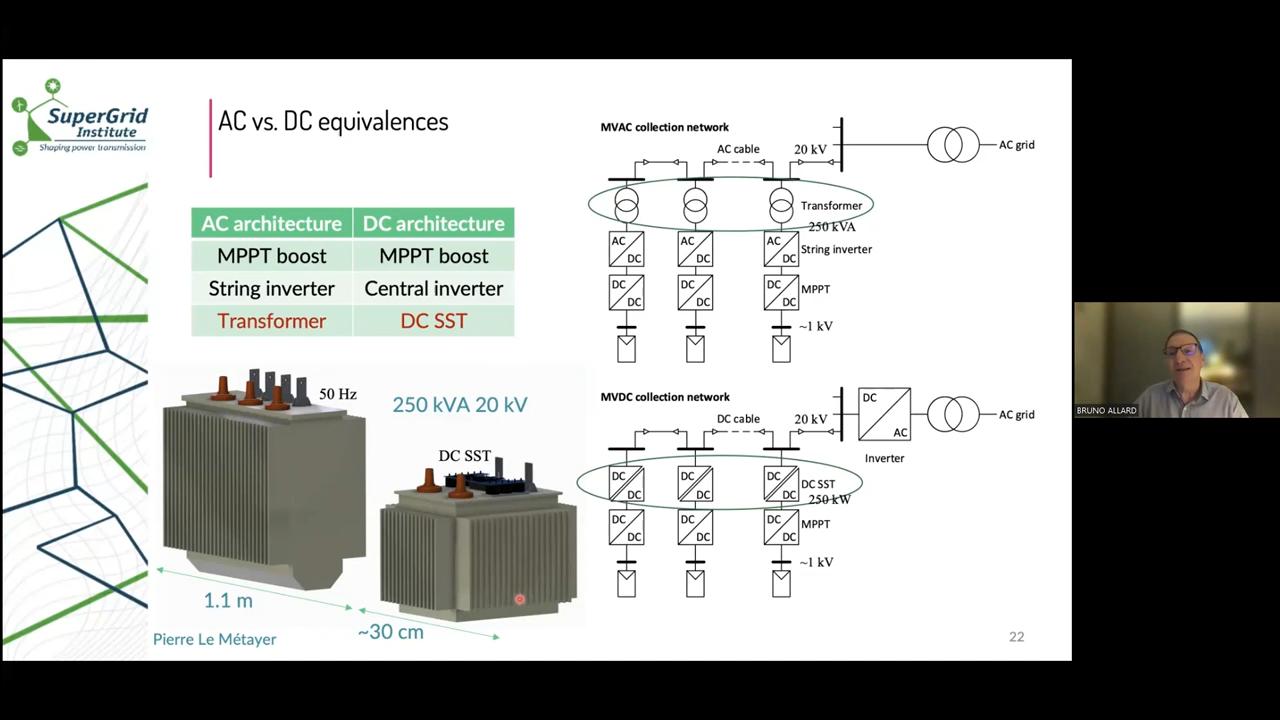 SuperGrid
Institute
Shaping power transmission
AC vs. DC equivalences
AC architecture
DC architecture
MPPT boost
MPPT boost
String inverter
Central inverter
Transformer
DC SST
50 Hz
250 kVA 20 kV
DC SST
1.1 m
~30 cm
Pierre Le Métayer
MVAC collection network
AC cable
20 kV
AC grid
Transformer
250 kVA
AC
DC
AC
DC
AC
DC
String inverter
DC
DC
DC
DC
DC
DC
MPPT
~1 kV
MVDC collection network
DC cable
20 kV
DC
AC
AC grid
Inverter
DC
DC
DC
DC
DC
DC
DC SST
250 kW
DC
DC
DC
DC
DC
DC
MPPT
~1 kV
22
BRUNO ALLARD